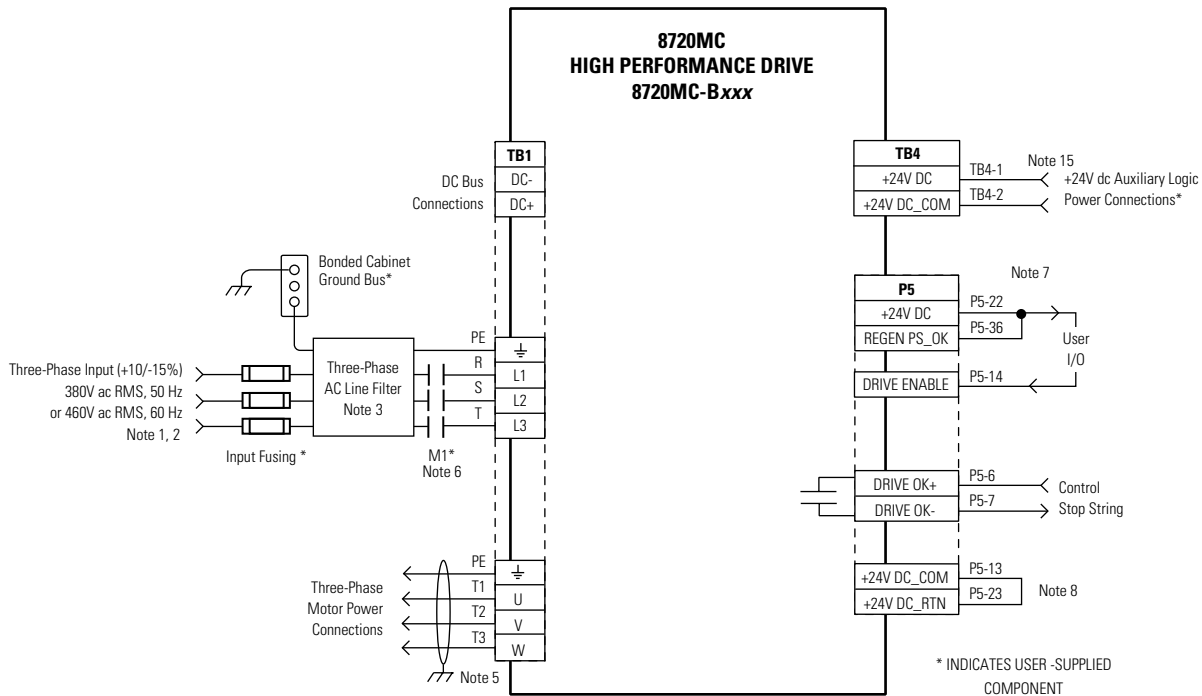 8720MC
HIGH PERFORMANCE DRIVE
8720MC-Bxxx
TB1
DC Bus
Connections
DC-
DC+
Bonded Cabinet
Ground Bus*
Three-Phase Input (+10/-15%)
380V ac RMS, 50 Hz
or 460V ac RMS, 60 Hz
Note 1, 2
Input Fusing *
Three-Phase
AC Line Filter
Note 3
M1*
Note 6
PE
R
S
T
L1
L2
L3
Three-Phase
Motor Power
Connections
PE
T1
T2
T3
U
V
W
Note 5
TB4
+24V DC
+24V DC_COM
TB4-1
TB4-2
Note 15
+24V dc Auxiliary Logic
Power Connections*
P5
+24V DC
REGEN PS_OK
DRIVE ENABLE
P5-22
P5-36
P5-14
Note 7
User
I/O
DRIVE OK+
DRIVE OK-
P5-6
P5-7
Control
Stop String
+24V DC_COM
+24V DC_RTN
P5-13
P5-23
Note 8
* INDICATES USER -SUPPLIED
COMPONENT